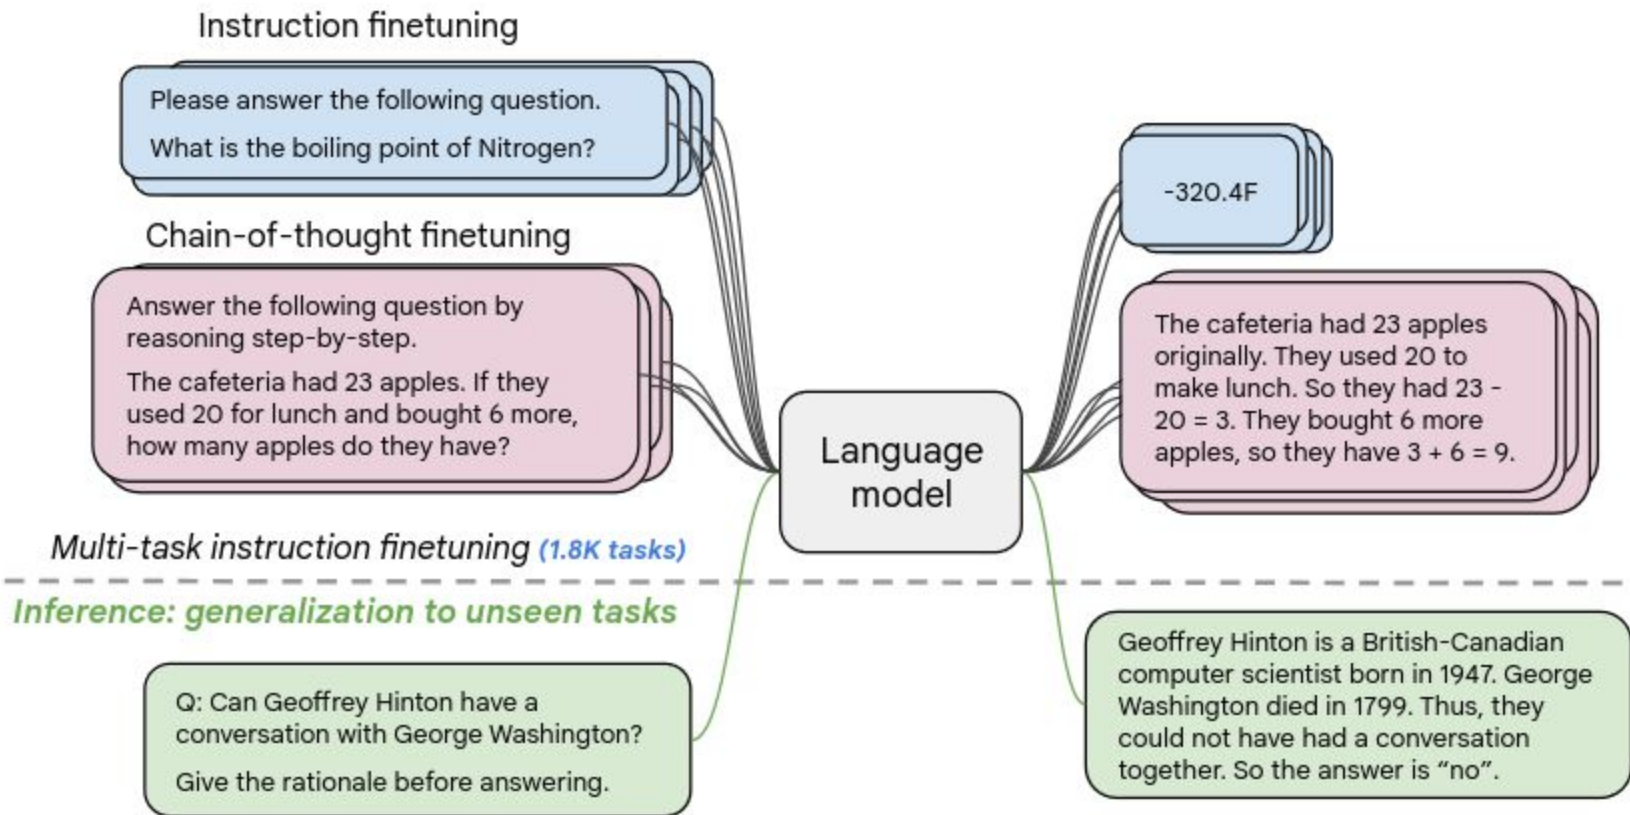 Instruction finetuning
Please answer the following question.
What is the boiling point of Nitrogen?
-320.4F
Chain-of-thought finetuning
Answer the following question by
reasoning step-by-step.
The cafeteria had 23 apples. If they
used 20 for lunch and bought 6 more,
how many apples do they have?
Language
model
The cafeteria had 23 apples
originally. They used 20 to
make lunch. So they had 23 -
20 = 3. They bought 6 more
apples, so they have 3 + 6 = 9.
Multi-task instruction finetuning (1.8K tasks)
Inference: generalization to unseen tasks
Q: Can Geoffrey Hinton have a
conversation with George Washington?
Give the rationale before answering.
Geoffrey Hinton is a British-Canadian
computer scientist born in 1947. George
Washington died in 1799. Thus, they
could not have had a conversation
together. So the answer is “no”.